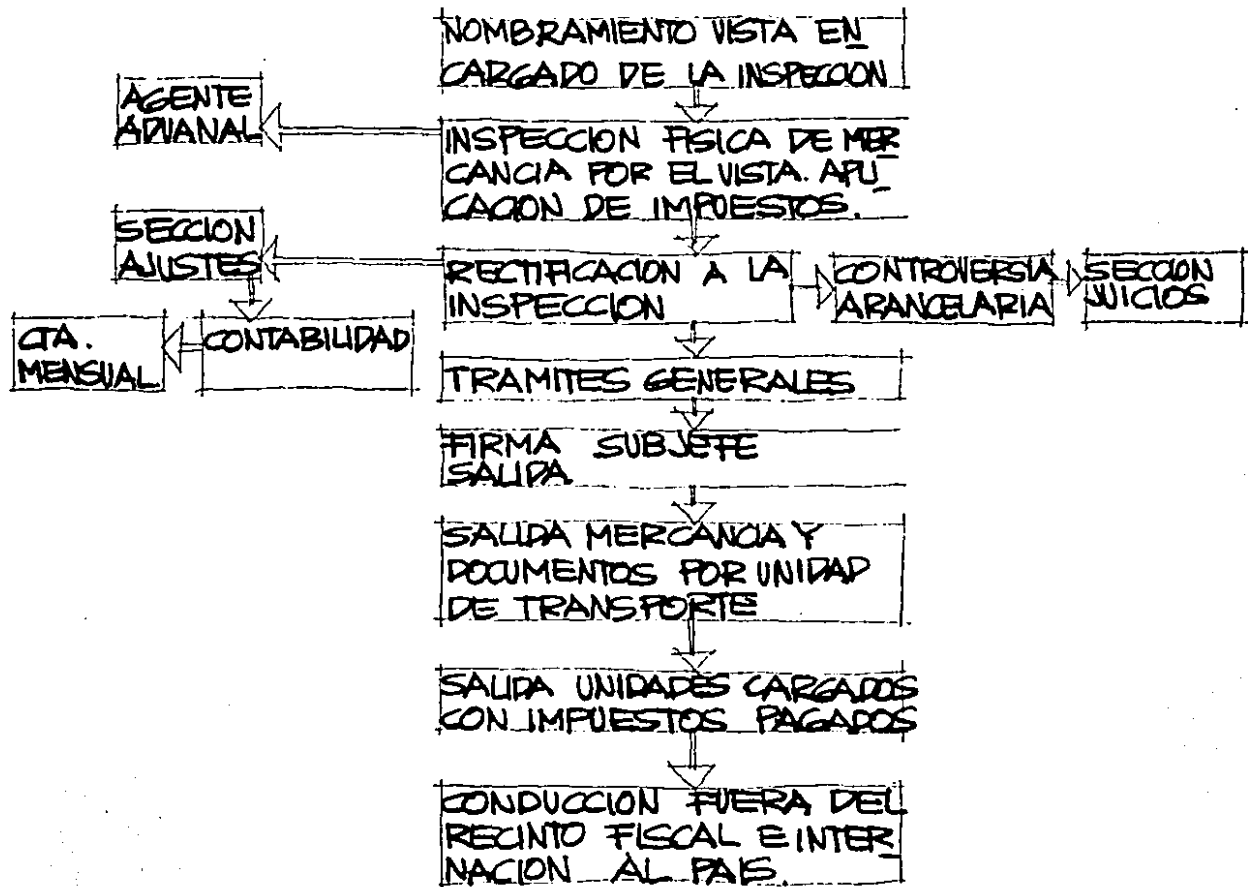 NOMBRAMIENTO VISTA EN
CARGADO DE LA INSPECCION
AGENTE
ADUANAL
INSPECCION FISICA DE MER
CANCIA POR EL VISTA. APLI
CACION DE IMPUESTOS.
SECCION
AJUSTES
RECTIFICACION A LA
INSPECCION
CONTROVERSIA
ARANCELARIA
SECCION
JUICIOS
CTA.
MENSUAL
CONTABILIDAD
TRAMITES GENERALES
FIRMA SUBJEFE
SALIDA
SALIDA MERCANCIA Y
DOCUMENTOS POR UNIDAD
DE TRANSPORTE
SALIDA UNIDADES CARGADOS
CON IMPUESTOS PAGADOS
CONDUCCION FUERA DEL
RECINTO FISCAL E INTER
NACION AL PAIS.